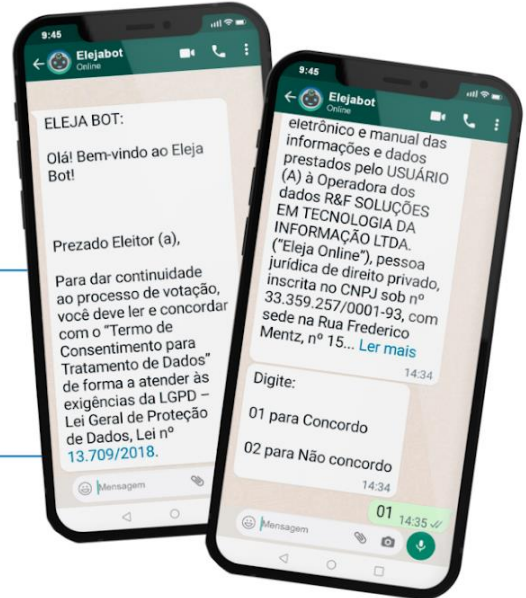 9:45
Elejabot
Online
ELEJA BOT:
Olá! Bem-vindo ao Eleja
Bot!
Prezado Eleitor (a),
Para dar continuidade
ao processo de votação,
você deve ler e concordar
com o “Termo de
Consentimento para
Tratamento de Dados”
de forma a atender às
exigências da LGPD –
Lei Geral de Proteção
de Dados, Lei nº
13.709/2018.
Mensagem
9:45
Elejabot
Online
eletrônico e manual das
informações e dados
prestados pelo USUÁRIO
(A) à Operadora dos
dados R&F SOLUÇÕES
EM TECNOLOGIA DA
INFORMAÇÃO LTDA.
(“Eleja Online”), pessoa
jurídica de direito privado,
inscrita no CNPJ sob nº
33.359.257/0001-93, com
sede na Rua Frederico
Mentz, nº 15... Ler mais
14:34
Digite:
01 para Concordo
02 para Não concordo
14:34
01 14:35
Mensagem